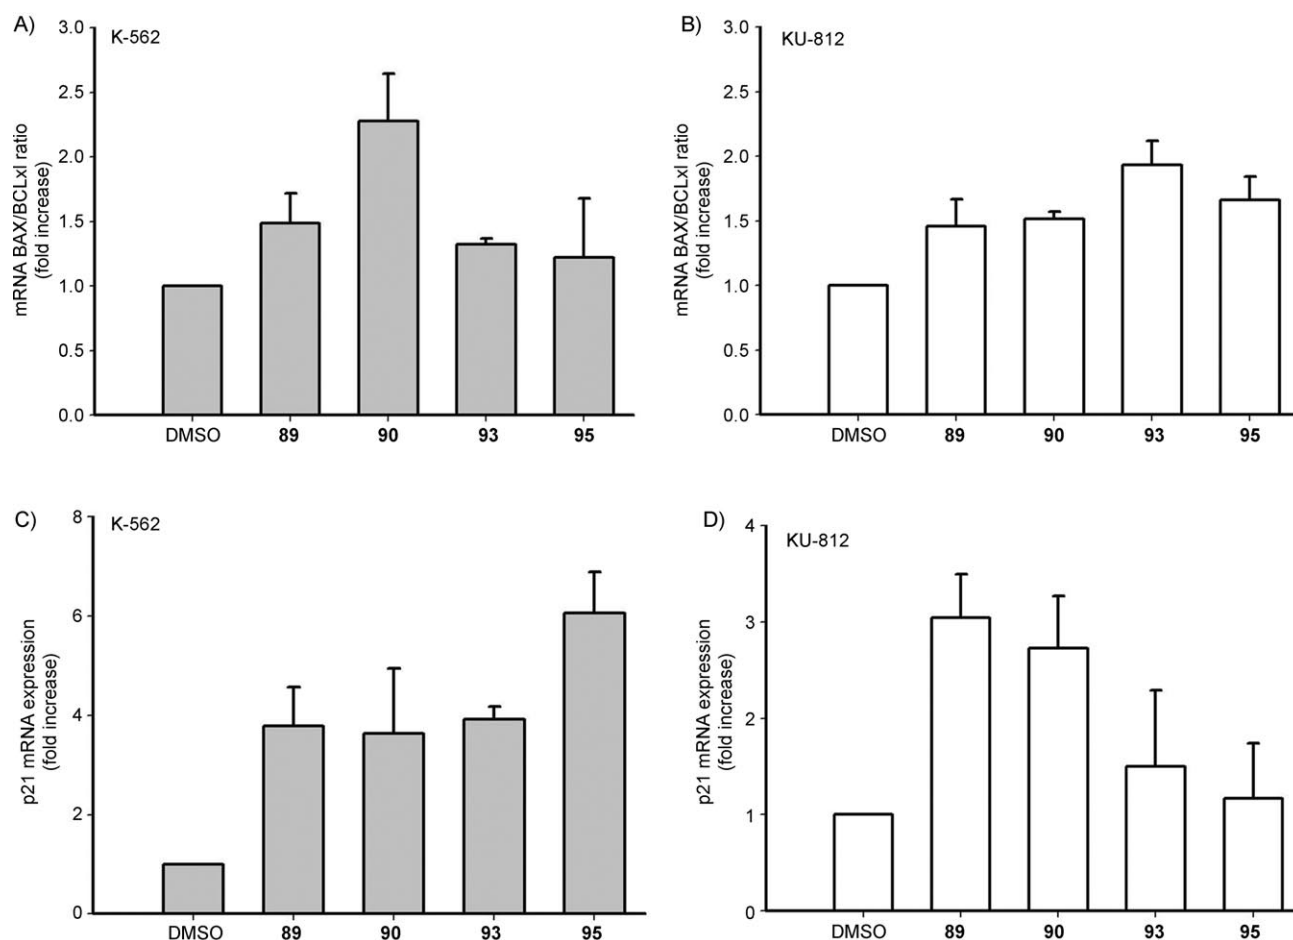 A)
K-562
mRNA BAX/BCLxl ratio
(fold increase)
3.0
2.5
2.0
1.5
1.0
0.5
0.0
DMSO 89 90 93 95
B)
KU-812
mRNA BAX/BCLxl ratio
(fold increase)
3.0
2.5
2.0
1.5
1.0
0.5
0.0
DMSO 89 90 93 95
C)
K-562
p21 mRNA expression
(fold increase)
8
6
4
2
0
DMSO 89 90 93 95
D)
KU-812
p21 mRNA expression
(fold increase)
4
3
2
1
0
DMSO 89 90 93 95